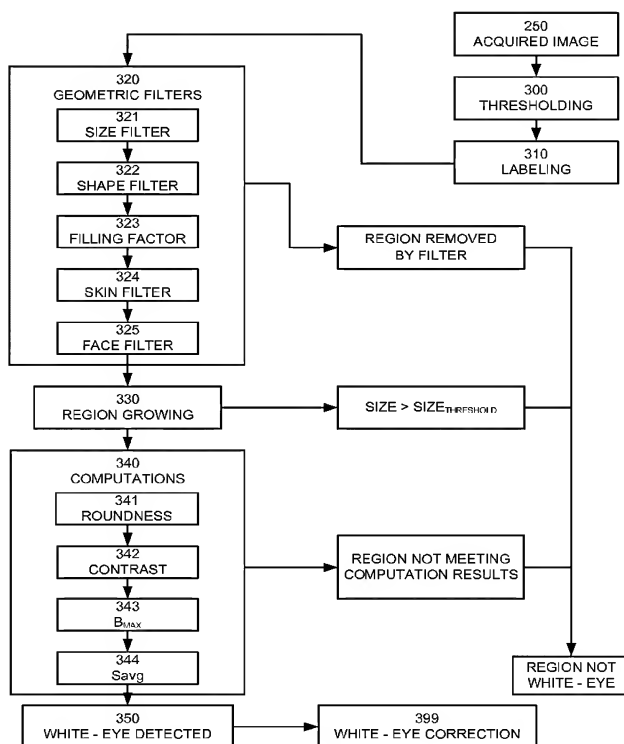 250
ACQUIRED IMAGE
300
THRESHOLDING
310
LABELING
320
GEOMETRIC FILTERS
321
SIZE FILTER
322
SHAPE FILTER
323
FILLING FACTOR
324
SKIN FILTER
325
FACE FILTER
REGION REMOVED
BY FILTER
330
REGION GROWING
SIZE > SIZETHRESHOLD
340
COMPUTATIONS
341
ROUNDNESS
342
CONTRAST
343
BMAX
344
Savg
REGION NOT MEETING
COMPUTATION RESULTS
REGION NOT
WHITE - EYE
350
WHITE - EYE DETECTED
399
WHITE - EYE CORRECTION